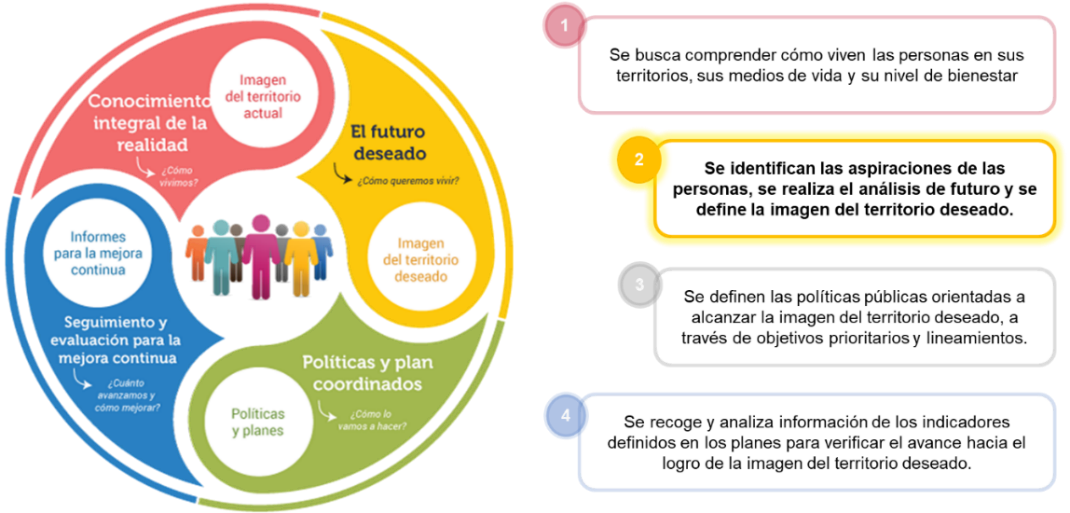 Conocimiento
integral de la
realidad
¿Cómo
vivimos?
Imagen
del territorio
actual
El futuro
deseado
¿Cómo queremos vivir?
Imagen
del territorio
deseado
Políticas y plan
coordinados
¿Cómo lo
vamos a hacer?
Políticas
y planes
Seguimiento y
evaluación para la
mejora continua
¿Cuánto
avanzamos y
cómo mejorar?
Informes
para la mejora
continua
1
Se busca comprender cómo viven las personas en sus
territorios, sus medios de vida y su nivel de bienestar
2
Se identifican las aspiraciones de las
personas, se realiza el análisis de futuro y se
define la imagen del territorio deseado.
3
Se definen las políticas públicas orientadas a
alcanzar la imagen del territorio deseado, a
través de objetivos prioritarios y lineamientos.
4
Se recoge y analiza información de los indicadores
definidos en los planes para verificar el avance hacia el
logro de la imagen del territorio deseado.